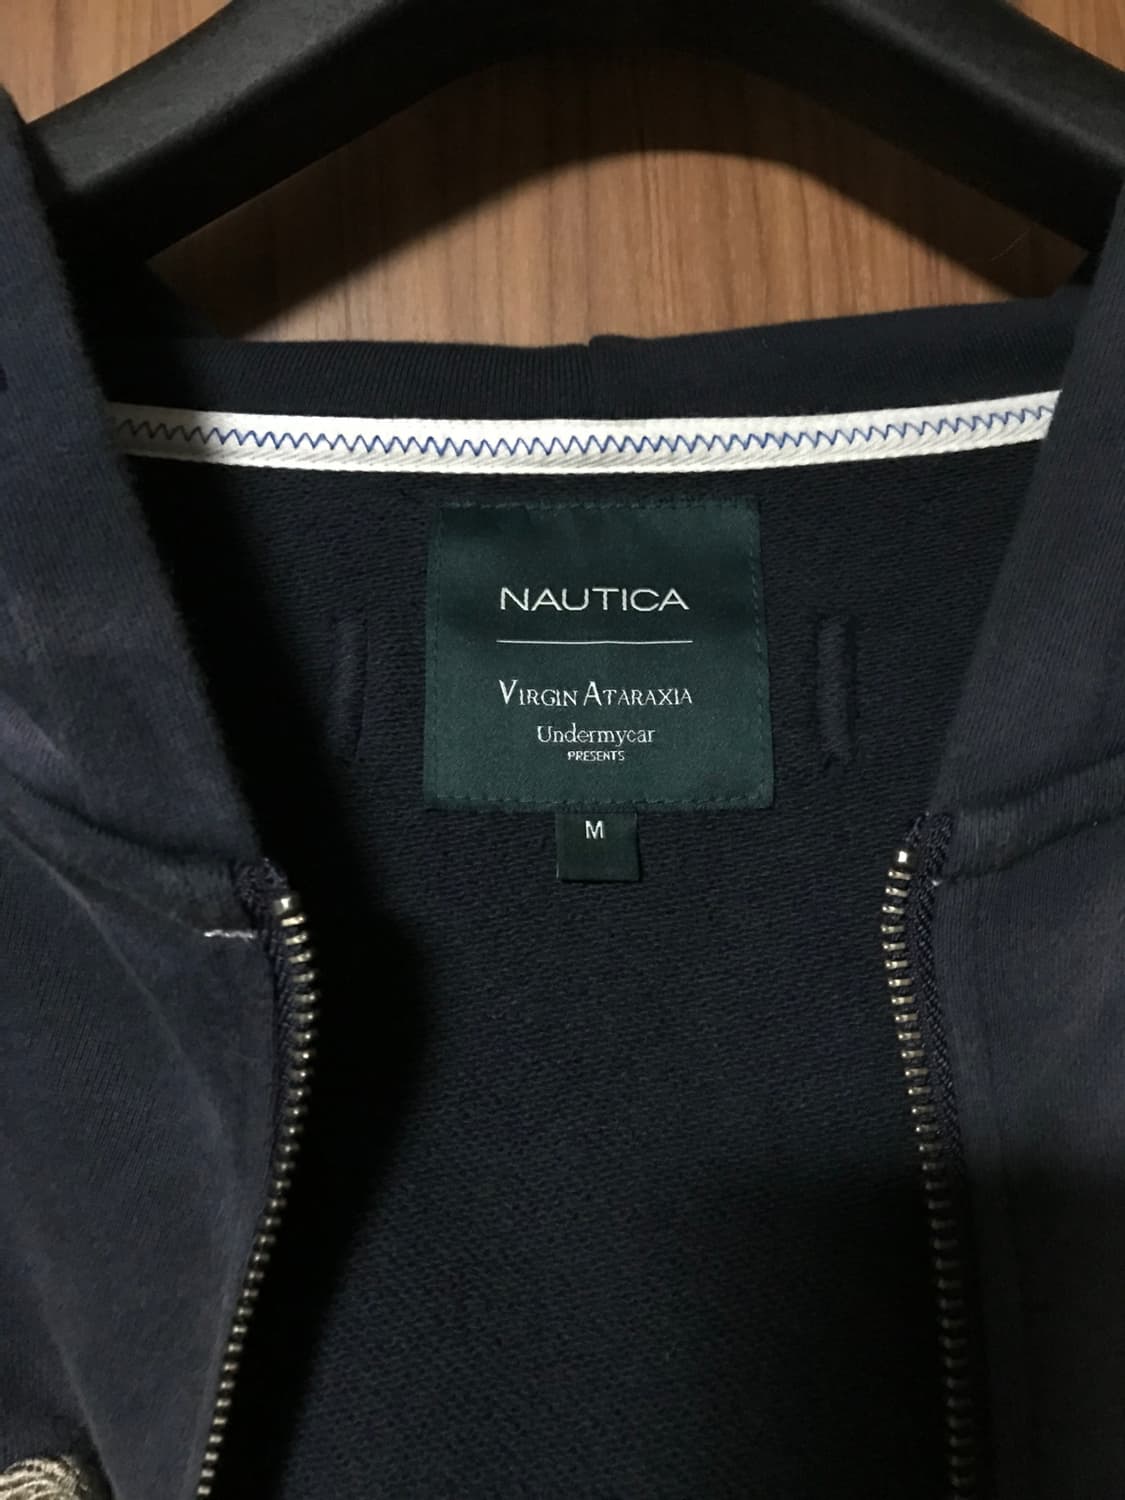 NAUTICA
VIRGIN ATARAXIA
Undermycar
PRESENTS
M